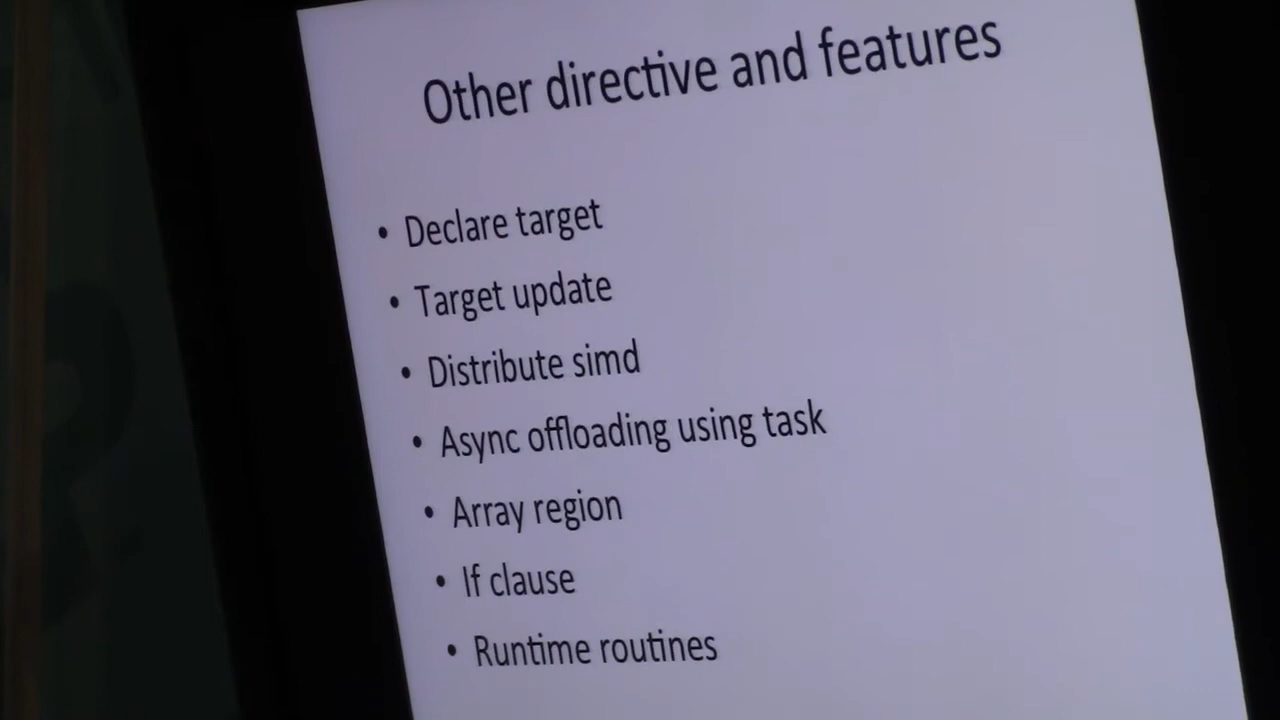 Other directive and features
• Declare target
• Target update
• Distribute simd
• Async offloading using task
• Array region
• If clause
• Runtime routines